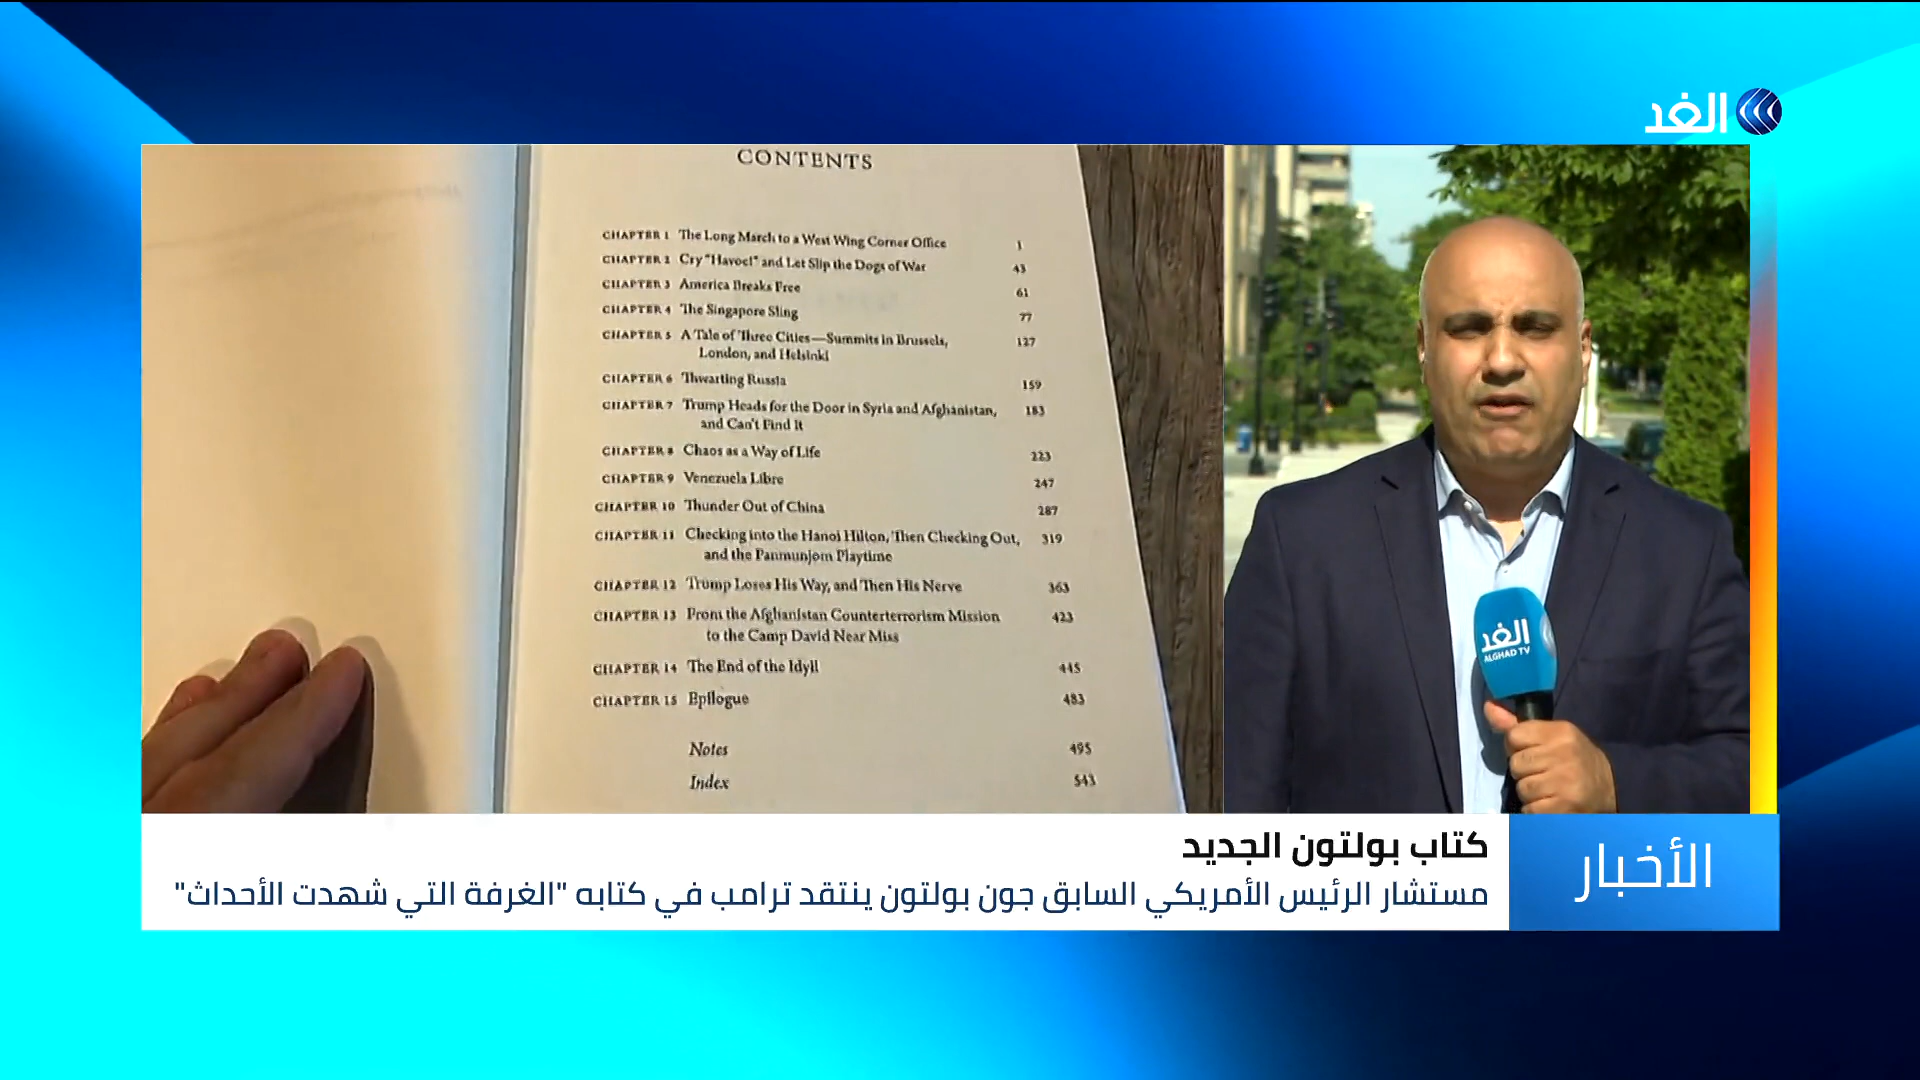 الغد
CONTENTS
CHAPTER 1 The Long March to a West Wing Corner Office 1
CHAPTER 2 Cry "Havoc!" and Let Slip the Dogs of War 43
CHAPTER 3 America Breaks Free 61
CHAPTER 4 The Singapore Sling 77
CHAPTER 5 A Tale of Three Cities—Summits in Brussels, 127
London, and Helsinki
CHAPTER 6 Thwarting Russia 159
CHAPTER 7 Trump Heads for the Door in Syria and Afghanistan, 183
and Can't Find It
CHAPTER 8 Chaos as a Way of Life 223
CHAPTER 9 Venezuela Libre 247
CHAPTER 10 Thunder Out of China 287
CHAPTER 11 Checking into the Hanoi Hilton, Then Checking Out, 319
and the Panmunjom Playtime
CHAPTER 12 Trump Loses His Way, and Then His Nerve 363
CHAPTER 13 From the Afghanistan Counterterrorism Mission 423
to the Camp David Near Miss
CHAPTER 14 The End of the Idyll 445
CHAPTER 15 Epilogue 483
Notes 495
Index 543
الغد
ALGHAD TV
الأخبار
كتاب بولتون الجديد
مستشار الرئيس الأمريكي السابق جون بولتون ينتقد ترامب في كتابه "الغرفة التي شهدت الأحداث"